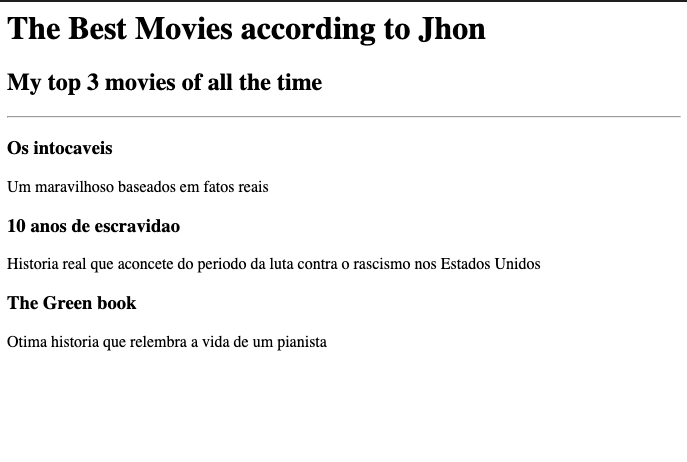 The Best Movies according to Jhon
My top 3 movies of all the time
Os intocaveis
Um maravilhoso baseados em fatos reais
10 anos de escravidao
Historia real que aconcete do periodo da luta contra o rascismo nos Estados Unidos
The Green book
Otima historia que relembra a vida de um pianista